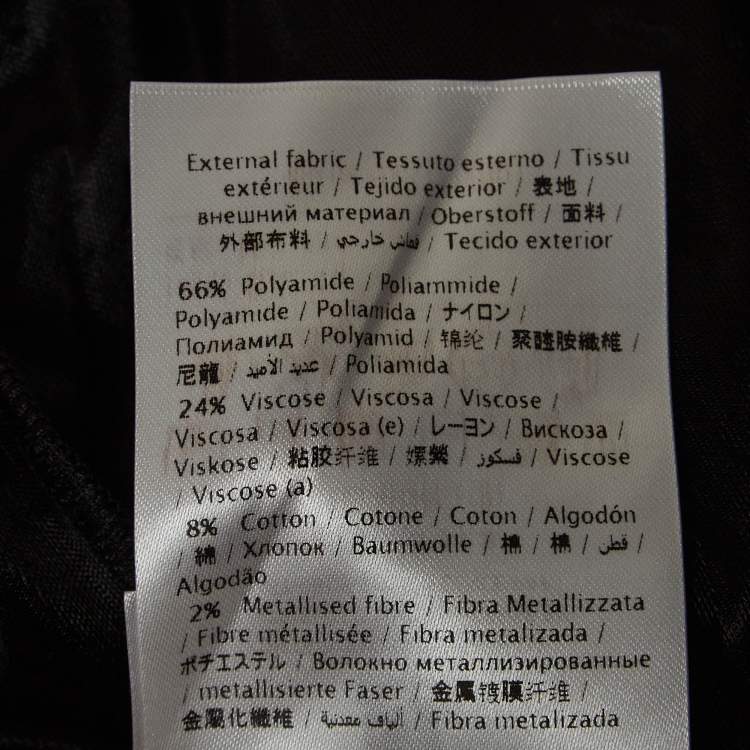 External fabric / Tessuto esterno / Tissu
extérieur / Tejido exterior / 表地 /
внешний материал / Oberstoff / 面料 /
外部布料 / قماش خارجي / Tecido exterior
66% Polyamide / Poliammide /
Polyamide / Poliamida / ナイロン /
Полиамид / Polyamid / 锦纶 / 聚醯胺纖維 /
尼龍 / عديد الأميد / Poliamida
24% Viscose / Viscosa / Viscose /
Viscosa / Viscosa (e) / レーヨン / Вискоза /
Viskose / 粘胶纤维 / 嫘縈 / فسكوز / Viscose
/ Viscose (a)
8% Cotton / Cotone / Coton / Algodón
/ 綿 / Хлопок / Baumwolle / 棉 / 棉 / قطن /
Algodão
2% Metallised fibre / Fibra Metallizzata
/ Fibre métallisée / Fibra metalizada /
ポチエステル / Волокно металлизированные
/ metallisierte Faser / 金属镀膜纤维 /
金屬化纖維 / ألياف معدنية / Fibra metalizada